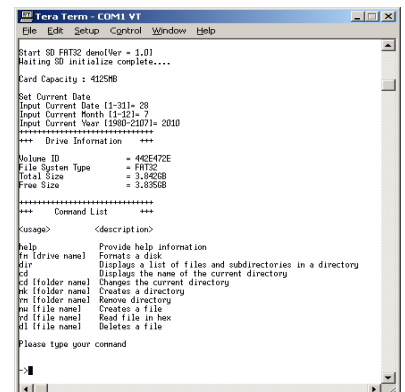 Tera Term - COM1 VT
File Edit Setup Control Window Help
Start SD FAT32 demo[Ver = 1.0]
Waiting SD initialize complete....
Card Capacity : 4125MB
Set Current Date
Input Current Date [1-31]= 28
Input Current Month [1-12]= 7
Input Current Year [1980-2107]= 2010
++++++++++++++++++++++++++++++
+++ Drive Information +++
Volume ID = 442E472E
File System Type = FAT32
Total Size = 3.842GB
Free Size = 3.835GB
++++++++++++++++++++++++++++++
+++ Command List +++
<usage> <description>
help Provide help information
fm [drive name] Formats a disk
dir Displays a list of files and subdirectories in a directory
cd Displays the name of the current directory
cd [folder name] Changes the current directory
mk [folder name] Creates a directory
rm [folder name] Remove directory
nw [file name] Creates a file
rd [file name] Read file in hex
dl [file name] Deletes a file
Please type your command
->